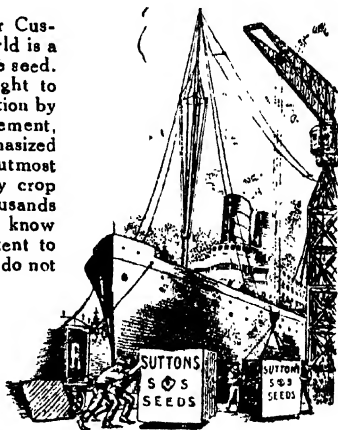 r Cus-
rld is a
e seed.
ght to
tion by
ement,
hasized
utmost
y crop
usands
know
tent to
do not
SUTTONS
S & S
SEEDS
SUTTONS
S & S
SEEDS